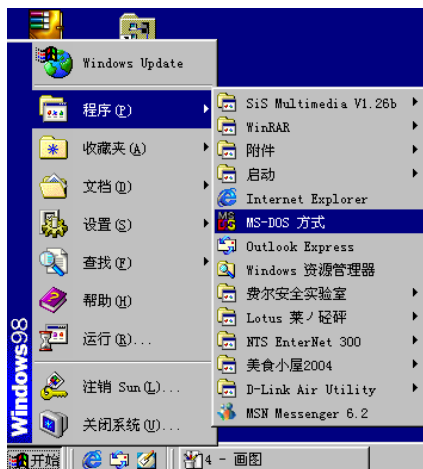 Windows Update
程序(P)
收藏夹(A)
文档(D)
设置(S)
查找(F)
帮助(H)
运行(R)...
注销 Sun(L)...
关闭系统(U)...
Windows98
SiS Multimedia V1.26b
WinRAR
附件
启动
Internet Explorer
MS-DOS 方式
Outlook Express
Windows 资源管理器
费尔安全实验室
Lotus 莱ノ硁砰
NTS EnterNet 300
美食小屋2004
D-Link Air Utility
MSN Messenger 6.2
开始
4 - 画图